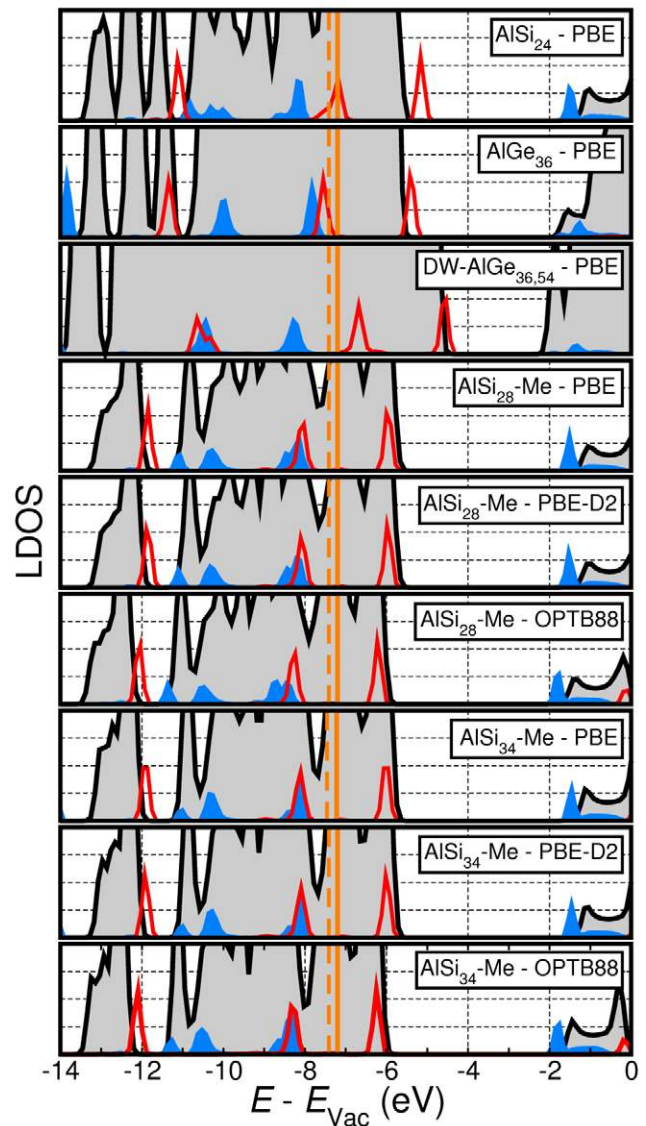 AlSi₂₄ - PBE
AlGe₃₆ - PBE
DW-AlGe₃₆,₅₄ - PBE
AlSi₂₈-Me - PBE
AlSi₂₈-Me - PBE-D2
AlSi₂₈-Me - OPTB88
AlSi₃₄-Me - PBE
AlSi₃₄-Me - PBE-D2
AlSi₃₄-Me - OPTB88
LDOS
-14 -12 -10 -8 -6 -4 -2 0
E - E_Vac (eV)